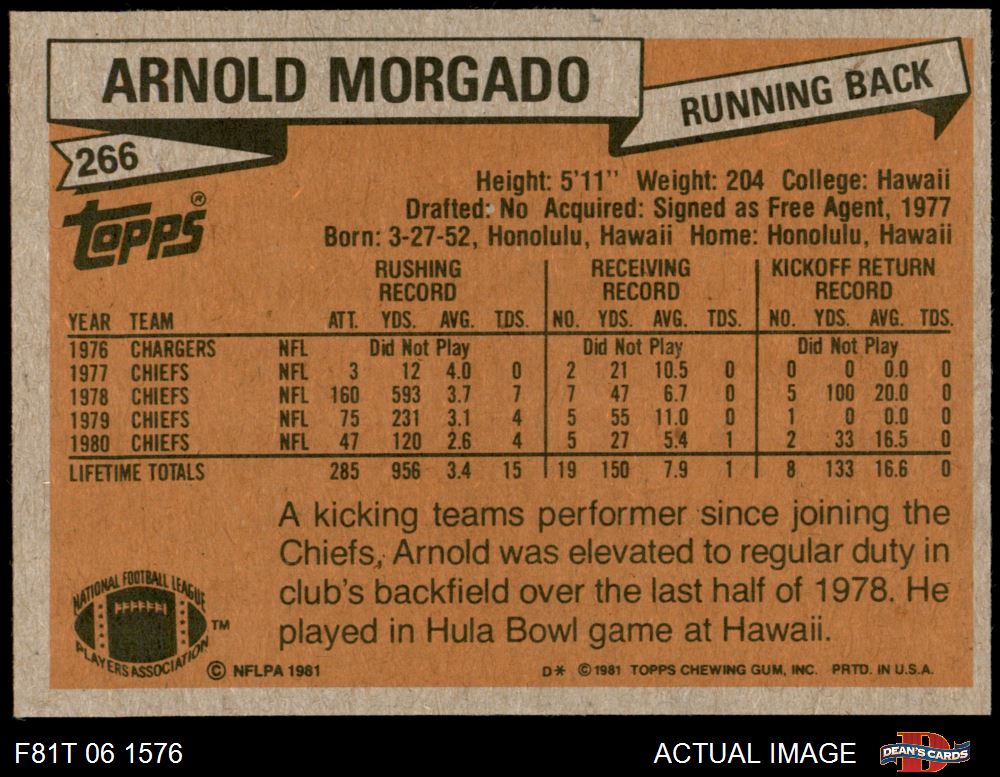 ARNOLD MORGADO
RUNNING BACK
266
TOPPS®
Height: 5'11" Weight: 204 College: Hawaii
Drafted: No Acquired: Signed as Free Agent, 1977
Born: 3-27-52, Honolulu, Hawaii Home: Honolulu, Hawaii
RUSHING RECEIVING KICKOFF RETURN
RECORD RECORD RECORD
YEAR TEAM ATT. YDS. AVG. TDS. NO. YDS. AVG. TDS. NO. YDS. AVG. TDS.
1976 CHARGERS NFL Did Not Play Did Not Play Did Not Play
1977 CHIEFS NFL 3 12 4.0 0 2 21 10.5 0 0 0 0.0 0
1978 CHIEFS NFL 160 593 3.7 7 7 47 6.7 0 5 100 20.0 0
1979 CHIEFS NFL 75 231 3.1 4 5 55 11.0 0 1 0 0.0 0
1980 CHIEFS NFL 47 120 2.6 4 5 27 5.4 1 2 33 16.5 0
LIFETIME TOTALS 285 956 3.4 15 19 150 7.9 1 8 133 16.6 0
A kicking teams performer since joining the
Chiefs, Arnold was elevated to regular duty in
club's backfield over the last half of 1978. He
played in Hula Bowl game at Hawaii.
NATIONAL FOOTBALL LEAGUE
PLAYERS ASSOCIATION
TM
© NFLPA 1981
D* ©1981 TOPPS CHEWING GUM, INC. PRTD. IN U.S.A.
F81T 06 1576
ACTUAL IMAGE
D
DEAN'S CARDS